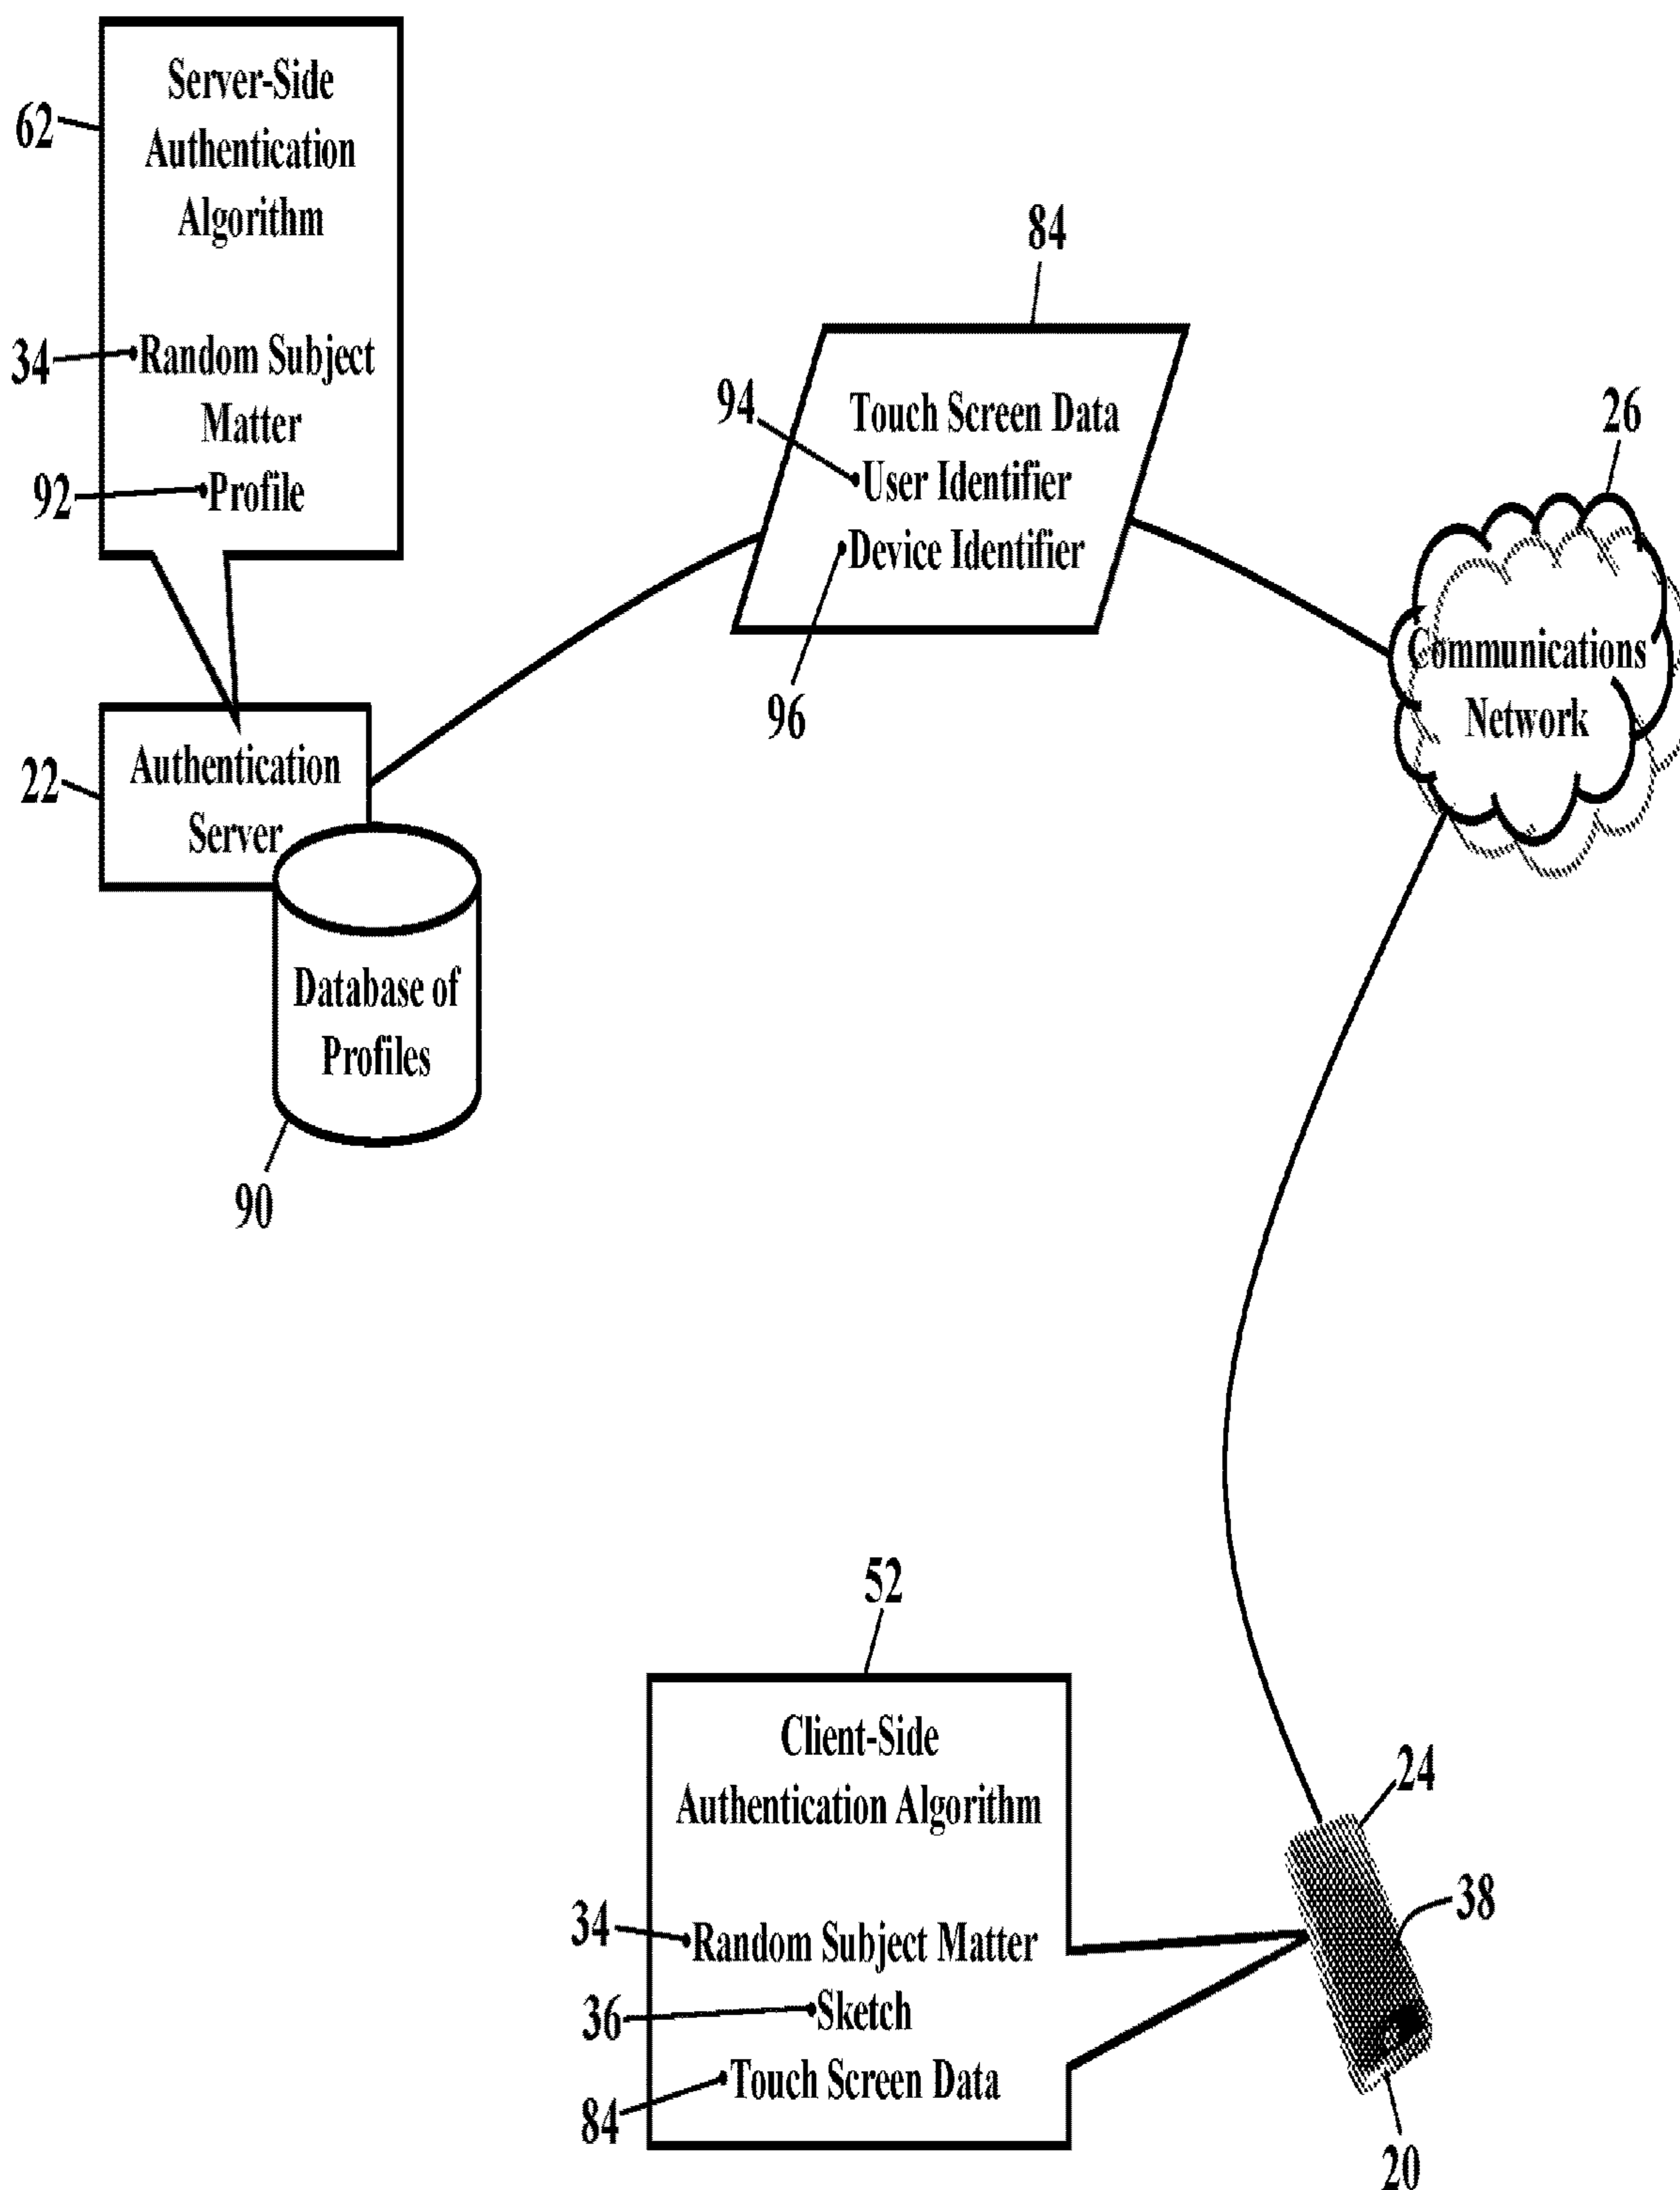 62
Server-Side
Authentication
Algorithm
34
Random Subject
Matter
92
Profile
84
94
Touch Screen Data
User Identifier
Device Identifier
96
26
Communications
Network
22
Authentication
Server
Database of
Profiles
90
52
Client-Side
Authentication Algorithm
34
Random Subject Matter
36
Sketch
84
Touch Screen Data
24
38
20